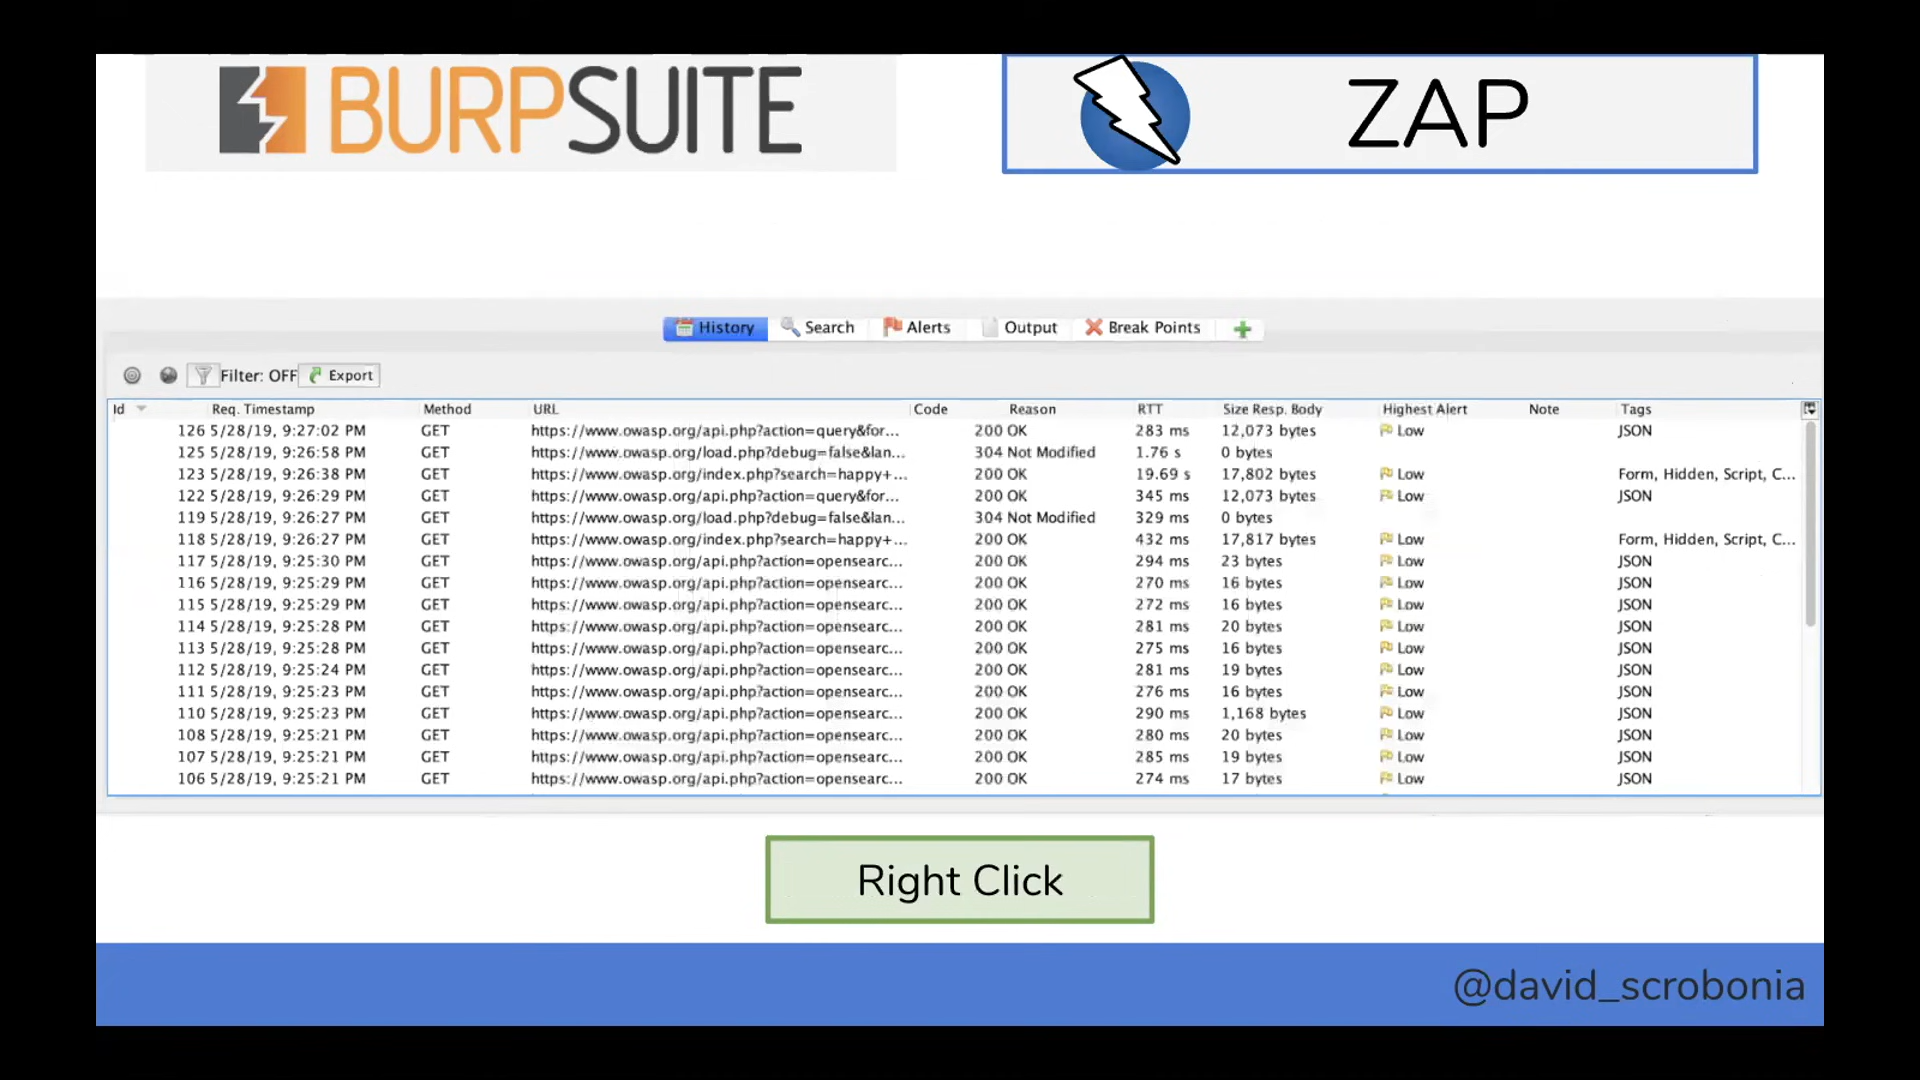 BURPSUITE
ZAP
History Search Alerts Output Break Points
Filter: OFF Export
Id Req. Timestamp Method URL Code Reason RTT Size Resp. Body Highest Alert Note Tags
126 5/28/19, 9:27:02 PM GET https://www.owasp.org/api.php?action=query&for... 200 OK 283 ms 12,073 bytes Low JSON
125 5/28/19, 9:26:58 PM GET https://www.owasp.org/load.php?debug=false&lan... 304 Not Modified 1.76 s 0 bytes
123 5/28/19, 9:26:38 PM GET https://www.owasp.org/index.php?search=happy+... 200 OK 19.69 s 17,802 bytes Low Form, Hidden, Script, C...
122 5/28/19, 9:26:29 PM GET https://www.owasp.org/api.php?action=query&for... 200 OK 345 ms 12,073 bytes Low JSON
119 5/28/19, 9:26:27 PM GET https://www.owasp.org/load.php?debug=false&lan... 304 Not Modified 329 ms 0 bytes
118 5/28/19, 9:26:27 PM GET https://www.owasp.org/index.php?search=happy+... 200 OK 432 ms 17,817 bytes Low Form, Hidden, Script, C...
117 5/28/19, 9:25:30 PM GET https://www.owasp.org/api.php?action=opensearc... 200 OK 294 ms 23 bytes Low JSON
116 5/28/19, 9:25:29 PM GET https://www.owasp.org/api.php?action=opensearc... 200 OK 270 ms 16 bytes Low JSON
115 5/28/19, 9:25:29 PM GET https://www.owasp.org/api.php?action=opensearc... 200 OK 272 ms 16 bytes Low JSON
114 5/28/19, 9:25:28 PM GET https://www.owasp.org/api.php?action=opensearc... 200 OK 281 ms 20 bytes Low JSON
113 5/28/19, 9:25:28 PM GET https://www.owasp.org/api.php?action=opensearc... 200 OK 275 ms 16 bytes Low JSON
112 5/28/19, 9:25:24 PM GET https://www.owasp.org/api.php?action=opensearc... 200 OK 281 ms 19 bytes Low JSON
111 5/28/19, 9:25:23 PM GET https://www.owasp.org/api.php?action=opensearc... 200 OK 276 ms 16 bytes Low JSON
110 5/28/19, 9:25:23 PM GET https://www.owasp.org/api.php?action=opensearc... 200 OK 290 ms 1,168 bytes Low JSON
108 5/28/19, 9:25:21 PM GET https://www.owasp.org/api.php?action=opensearc... 200 OK 280 ms 20 bytes Low JSON
107 5/28/19, 9:25:21 PM GET https://www.owasp.org/api.php?action=opensearc... 200 OK 285 ms 19 bytes Low JSON
106 5/28/19, 9:25:21 PM GET https://www.owasp.org/api.php?action=opensearc... 200 OK 274 ms 17 bytes Low JSON
Right Click
@david_scrobonia